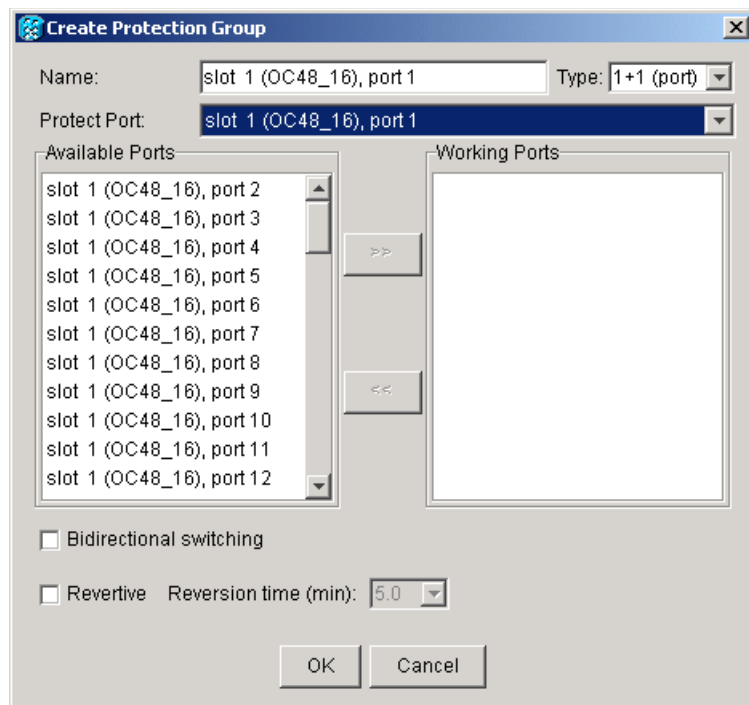 Create Protection Group
Name: slot 1 (OC48_16), port 1 Type: 1+1 (port)
Protect Port: slot 1 (OC48_16), port 1
Available Ports
slot 1 (OC48_16), port 2
slot 1 (OC48_16), port 3
slot 1 (OC48_16), port 4
slot 1 (OC48_16), port 5
slot 1 (OC48_16), port 6
slot 1 (OC48_16), port 7
slot 1 (OC48_16), port 8
slot 1 (OC48_16), port 9
slot 1 (OC48_16), port 10
slot 1 (OC48_16), port 11
slot 1 (OC48_16), port 12
>>
<<
Working Ports
Bidirectional switching
Revertive Reversion time (min): 5.0
OK Cancel